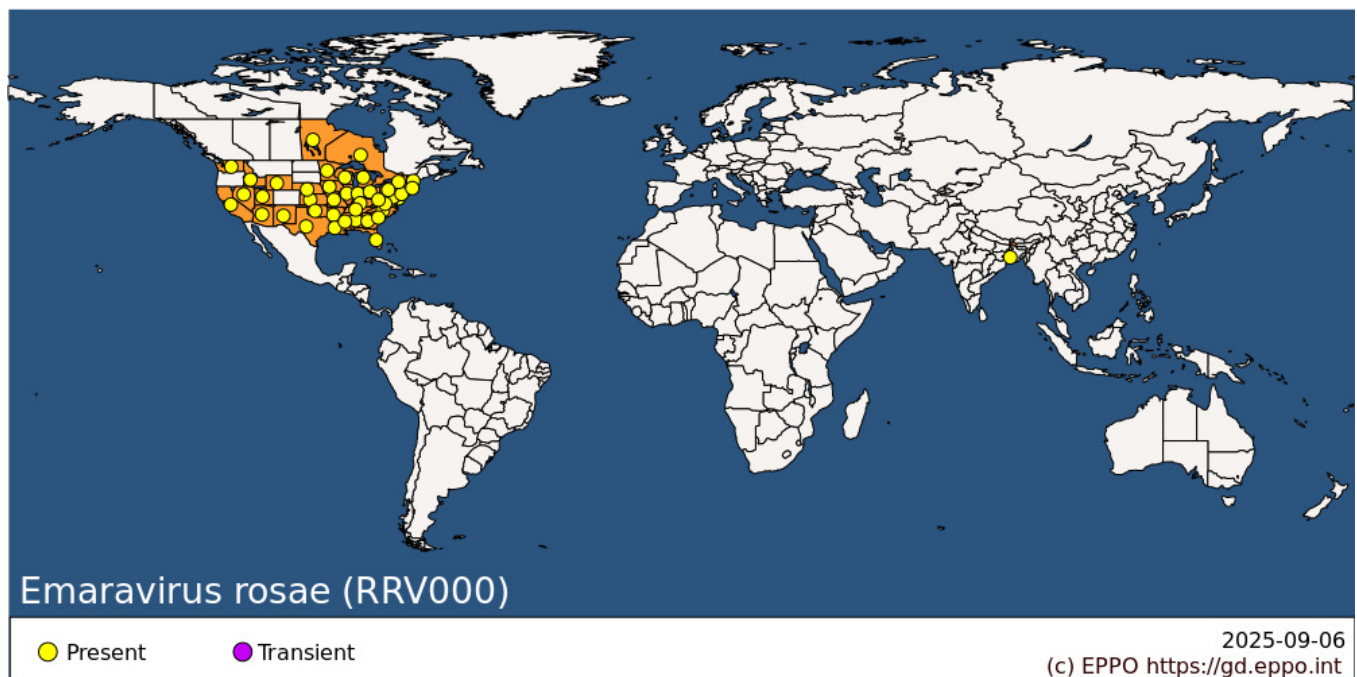 Emaravirus rosae (RRV000)
Present
Transient
2025-09-06
(c) EPPO https://gd.eppo.int